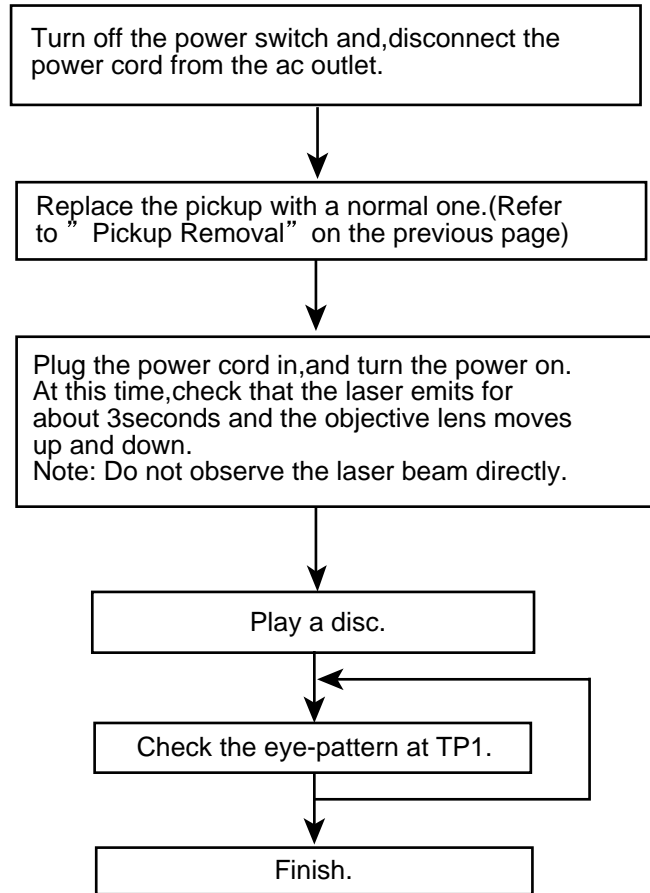 Turn off the power switch and,disconnect the
power cord from the ac outlet.
Replace the pickup with a normal one.(Refer
to ” Pickup Removal” on the previous page)
Plug the power cord in,and turn the power on.
At this time,check that the laser emits for
about 3seconds and the objective lens moves
up and down.
Note: Do not observe the laser beam directly.
Play a disc.
Check the eye-pattern at TP1.
Finish.